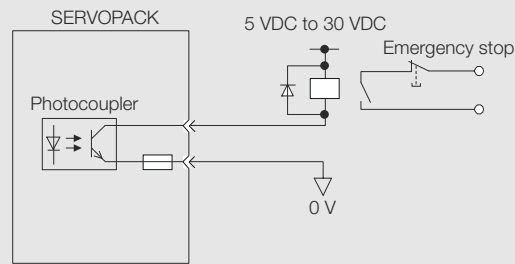 SERVOPACK
5 VDC to 30 VDC
Emergency stop
Photocoupler
0 V